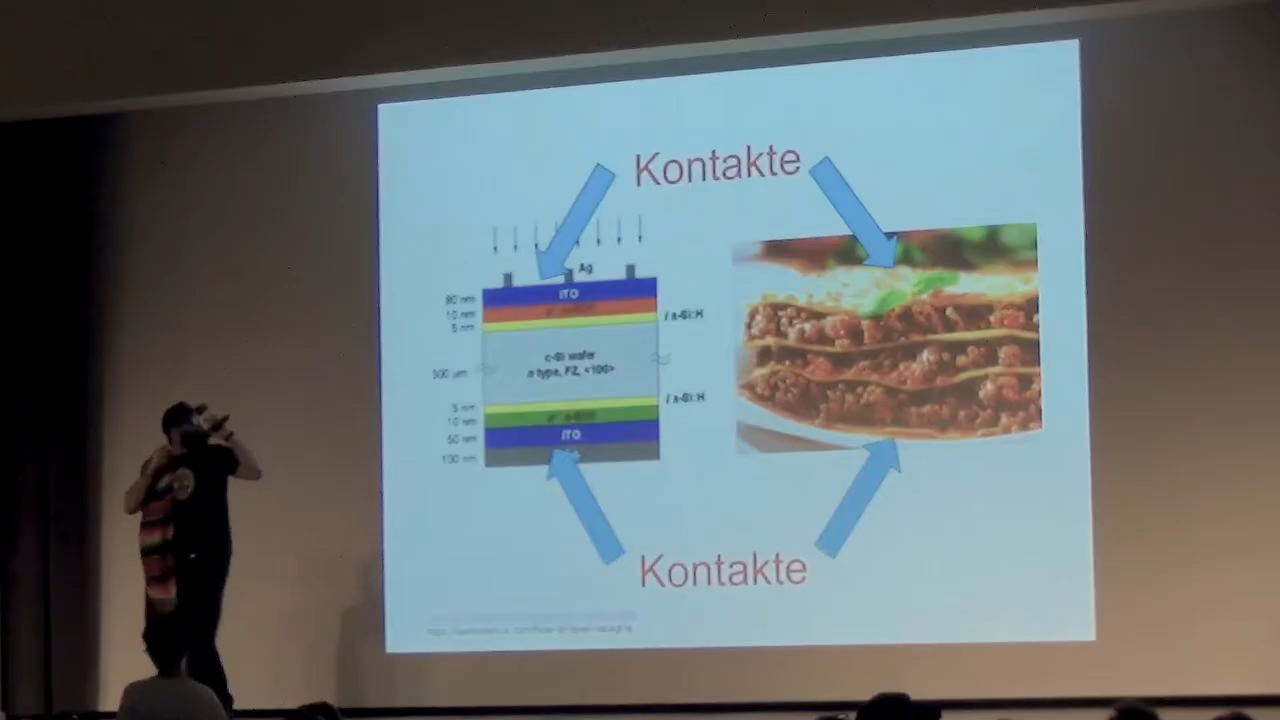 Kontakte
Ag
ITO
80 nm
10 nm
5 nm
i a-Si:H
c-Si wafer
n type, FZ, <100>
300 µm
i a-Si:H
5 nm
10 nm
50 nm
ITO
100 nm
Kontakte